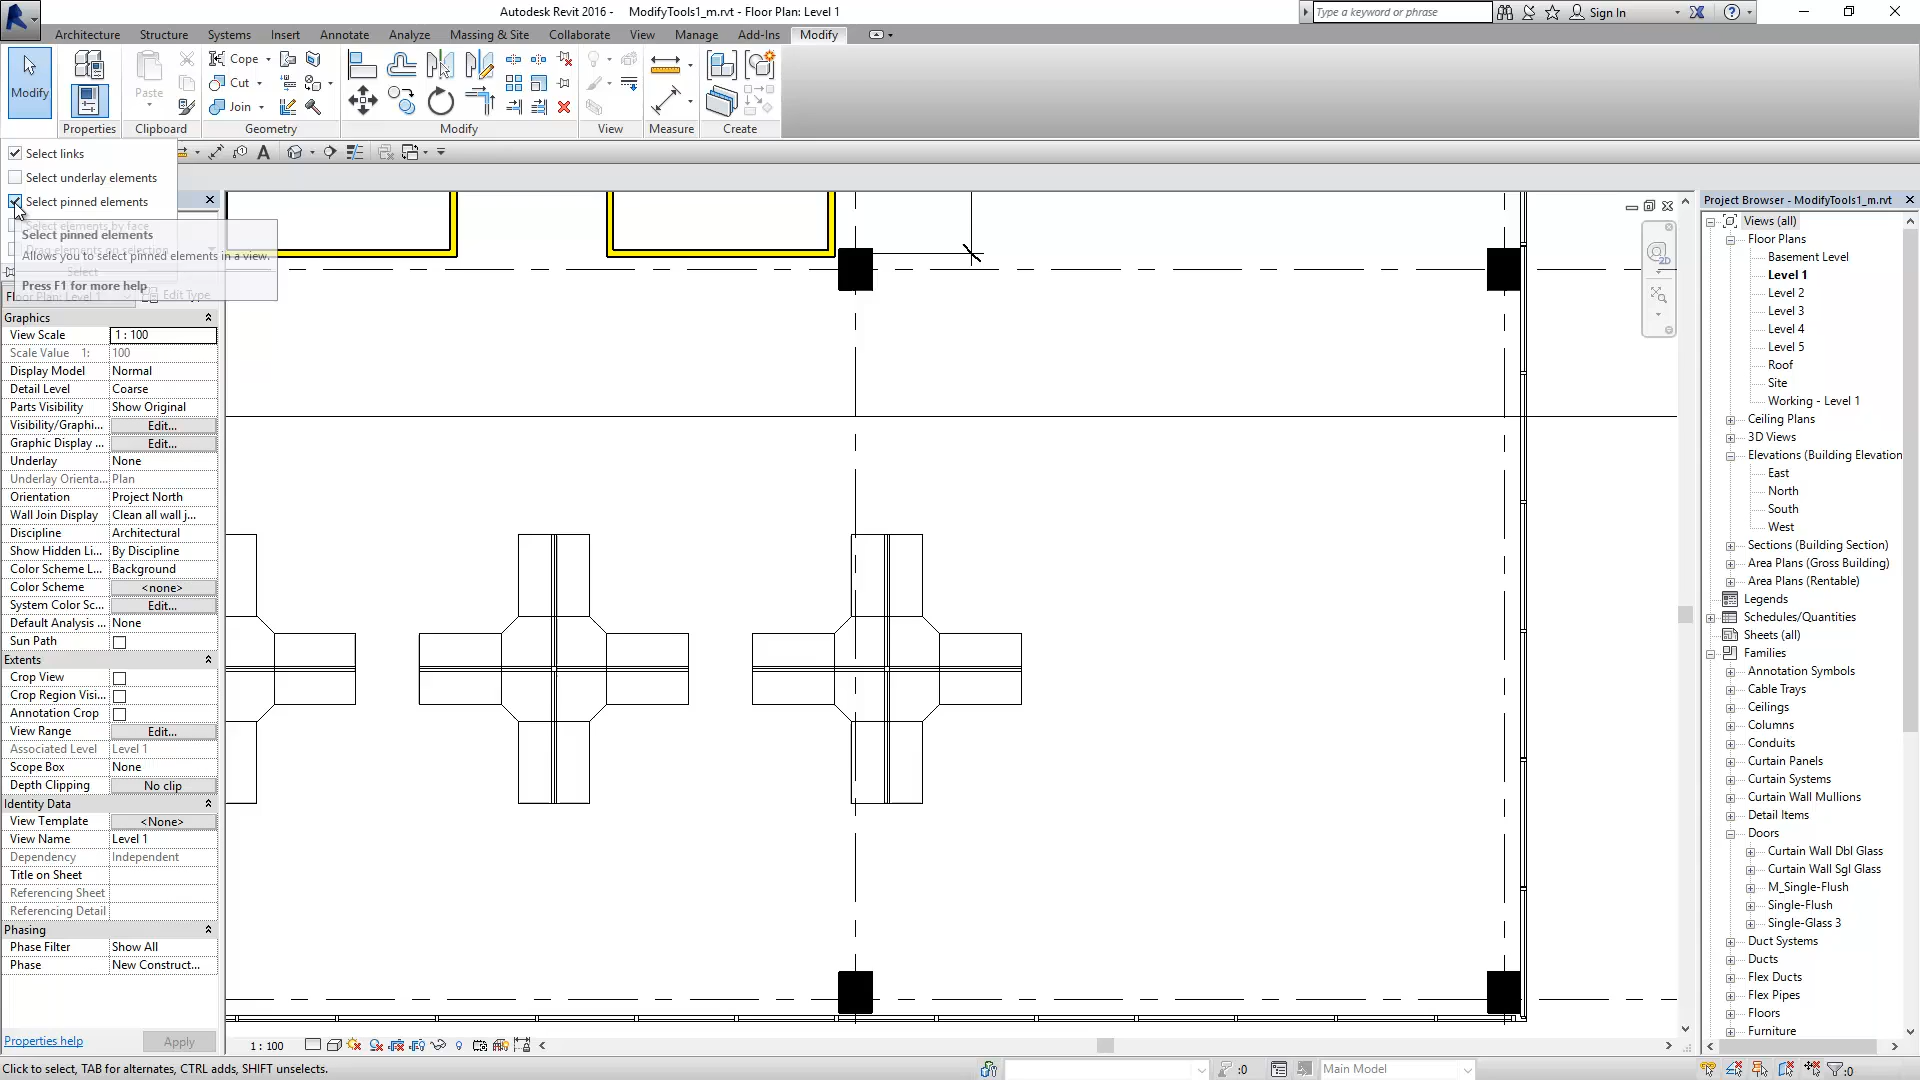 Autodesk Revit 2016 - ModifyTools1_m.rvt - Floor Plan: Level 1
Type a keyword or phrase
Sign In
Architecture Structure Systems Insert Annotate Analyze Massing & Site Collaborate View Manage Add-Ins Modify
Modify
Paste
Cope
Cut
Join
Properties Clipboard Geometry Modify View Measure Create
Select links
Select underlay elements
Select pinned elements
Select elements by face
Drag elements on selection
Select
Select pinned elements
Allows you to select pinned elements in a view.
Press F1 for more help
Floor Plan: Level 1
Edit Type
Graphics
View Scale 1 : 100
Scale Value 1: 100
Display Model Normal
Detail Level Coarse
Parts Visibility Show Original
Visibility/Graphi... Edit...
Graphic Display ... Edit...
Underlay None
Underlay Orienta... Plan
Orientation Project North
Wall Join Display Clean all wall j...
Discipline Architectural
Show Hidden Li... By Discipline
Color Scheme L... Background
Color Scheme <none>
System Color Sc... Edit...
Default Analysis ... None
Sun Path
Extents
Crop View
Crop Region Visi...
Annotation Crop
View Range Edit...
Associated Level Level 1
Scope Box None
Depth Clipping No clip
Identity Data
View Template <None>
View Name Level 1
Dependency Independent
Title on Sheet
Referencing Sheet
Referencing Detail
Phasing
Phase Filter Show All
Phase New Construct...
Properties help
Apply
2D
Project Browser - ModifyTools1_m.rvt
Views (all)
Floor Plans
Basement Level
Level 1
Level 2
Level 3
Level 4
Level 5
Roof
Site
Working - Level 1
Ceiling Plans
3D Views
Elevations (Building Elevation
East
North
South
West
Sections (Building Section)
Area Plans (Gross Building)
Area Plans (Rentable)
Legends
Schedules/Quantities
Sheets (all)
Families
Annotation Symbols
Cable Trays
Ceilings
Columns
Conduits
Curtain Panels
Curtain Systems
Curtain Wall Mullions
Detail Items
Doors
Curtain Wall Dbl Glass
Curtain Wall Sgl Glass
M_Single-Flush
Single-Flush
Single-Glass 3
Duct Systems
Ducts
Flex Ducts
Flex Pipes
Floors
Furniture
1 : 100
Click to select, TAB for alternates, CTRL adds, SHIFT unselects.
:0
Main Model
:0